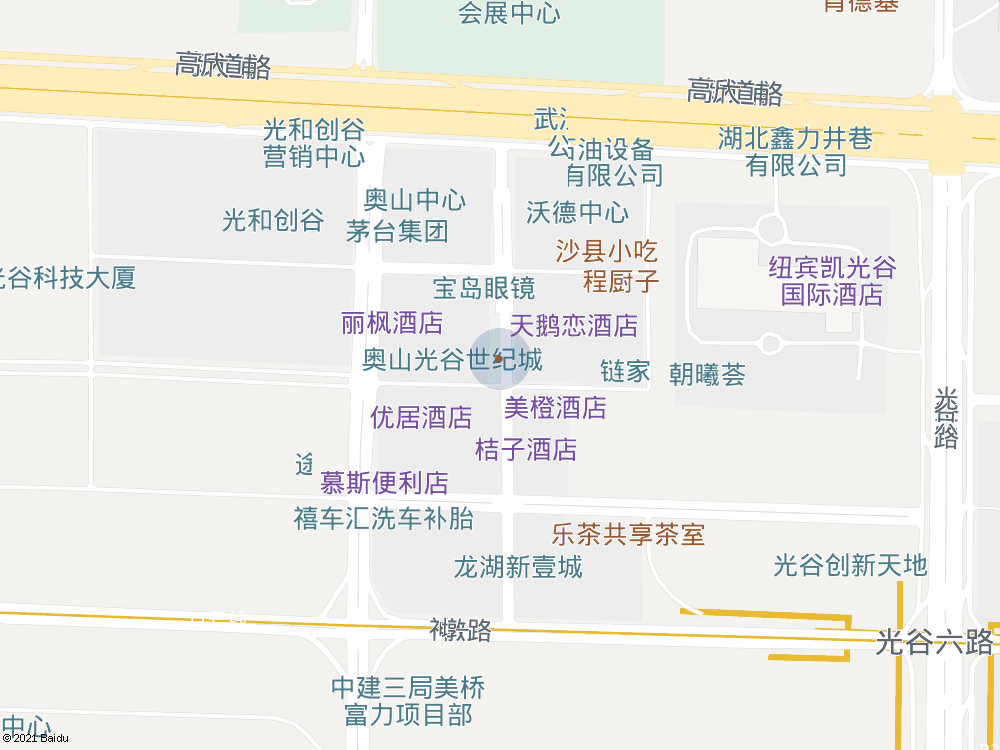 会展中心
肯德基
高欣大道辅路
高欣大道辅路
光和创谷
营销中心
石油设备
有限公司
湖北鑫力井巷
有限公司
奥山中心
光和创谷
茅台集团
沃德中心
沙县小吃
程厨子
光谷科技大厦
纽宾凯光谷
国际酒店
宝岛眼镜
丽枫酒店
天鹅恋酒店
奥山光谷世纪城
链家
朝曦荟
优居酒店
美橙酒店
桔子酒店
慕斯便利店
禧车汇洗车补胎
乐茶共享茶室
龙湖新壹城
光谷创新天地
神墩路
光谷六路
中建三局美桥
富力项目部
中心
© 2021 Baidu